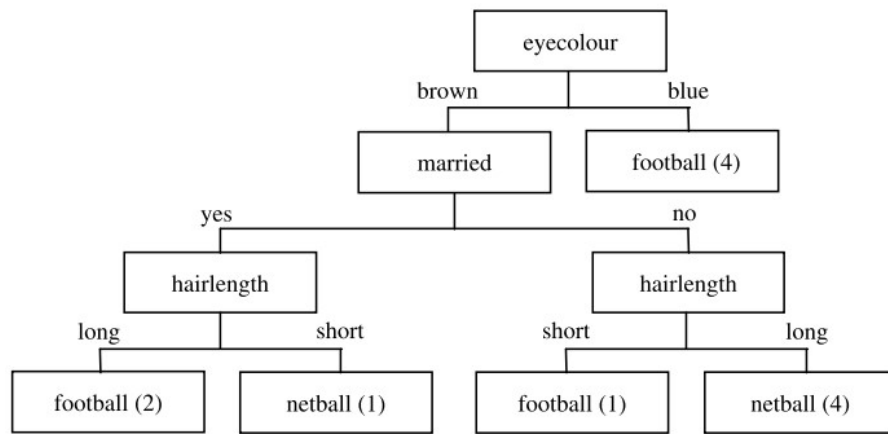 eyecolour
brown blue
married football (4)
yes no
hairlength hairlength
long short short long
football (2) netball (1) football (1) netball (4)